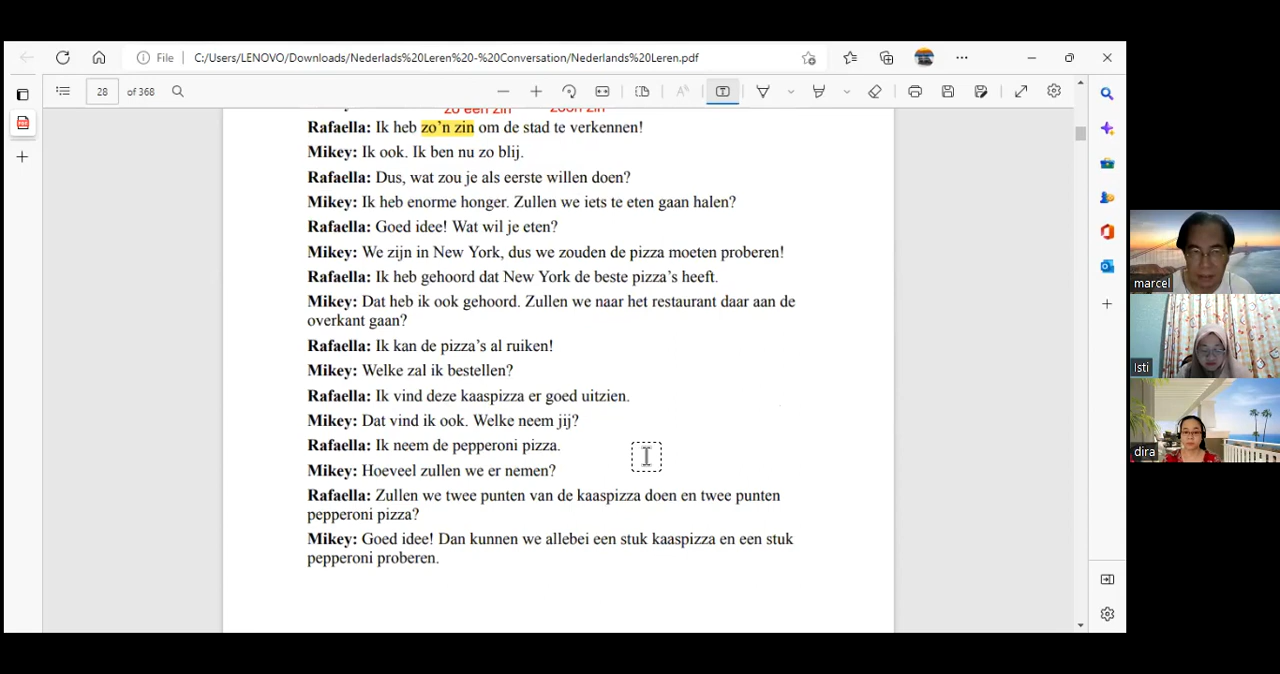 File
C:/Users/LENOVO/Downloads/Nederlads%20Leren%20-%20Conversation/Nederlands%20Leren.pdf
28 of 368
zo een zin zoon zin
Rafaella: Ik heb zo’n zin om de stad te verkennen!
Mikey: Ik ook. Ik ben nu zo blij.
Rafaella: Dus, wat zou je als eerste willen doen?
Mikey: Ik heb enorme honger. Zullen we iets te eten gaan halen?
Rafaella: Goed idee! Wat wil je eten?
Mikey: We zijn in New York, dus we zouden de pizza moeten proberen!
Rafaella: Ik heb gehoord dat New York de beste pizza’s heeft.
Mikey: Dat heb ik ook gehoord. Zullen we naar het restaurant daar aan de
overkant gaan?
Rafaella: Ik kan de pizza’s al ruiken!
Mikey: Welke zal ik bestellen?
Rafaella: Ik vind deze kaaspizza er goed uitzien.
Mikey: Dat vind ik ook. Welke neem jij?
Rafaella: Ik neem de pepperoni pizza.
Mikey: Hoeveel zullen we er nemen?
Rafaella: Zullen we twee punten van de kaaspizza doen en twee punten
pepperoni pizza?
Mikey: Goed idee! Dan kunnen we allebei een stuk kaaspizza en een stuk
pepperoni proberen.
marcel
Isti
dira